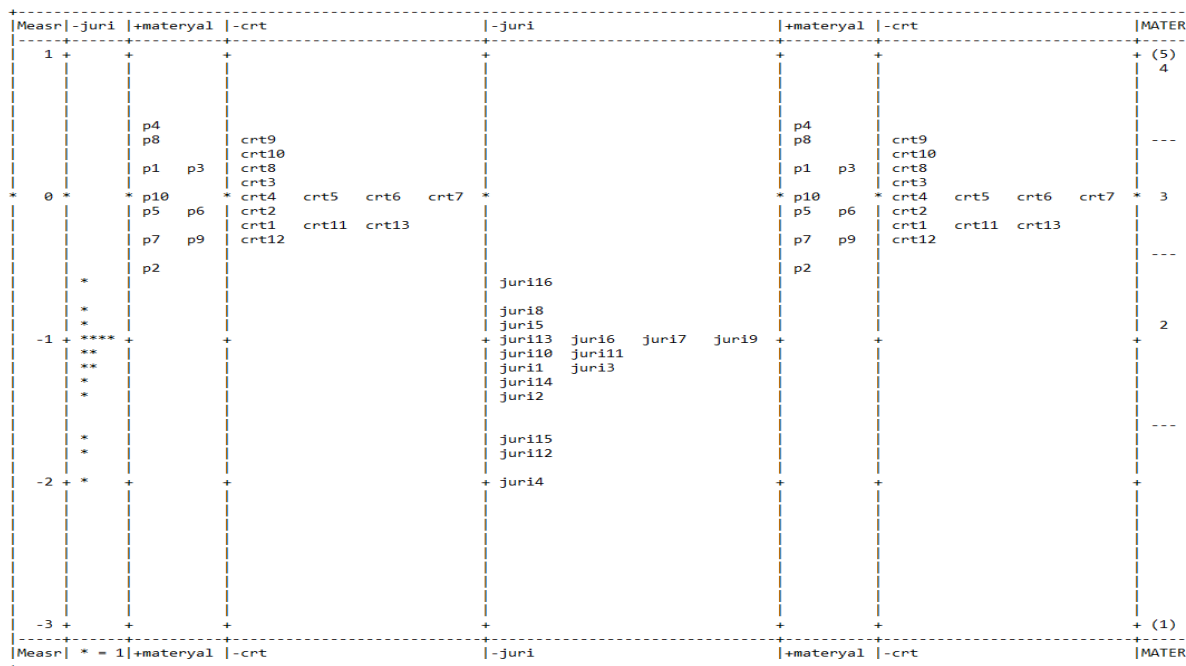 |Measr|-juri |+materyal |-crt |-juri |+materyal |-crt |MATER
1 + + + + + + + (5)
4
p4 p4
p8 crt9 p8 crt9 ---
crt10 crt10
p1 p3 crt8 p1 p3 crt8
crt3 crt3
* 0 * * p10 * crt4 crt5 crt6 crt7 * * p10 * crt4 crt5 crt6 crt7 * 3
p5 p6 crt2 p5 p6 crt2
crt1 crt11 crt13 crt1 crt11 crt13
p7 p9 crt12 p7 p9 crt12
---
p2 p2
* juri16
* juri8
* juri5 2
-1 + **** + + + juri13 juri6 juri7 juri9 + + +
** juri10 juri11
** juri1 juri3
* juri14
* juri2
---
* juri15
* juri12
-2 + * + + + juri4 + + +
-3 + + + + + + + (1)
|Measr| * = 1|+materyal |-crt |-juri |+materyal |-crt |MATER